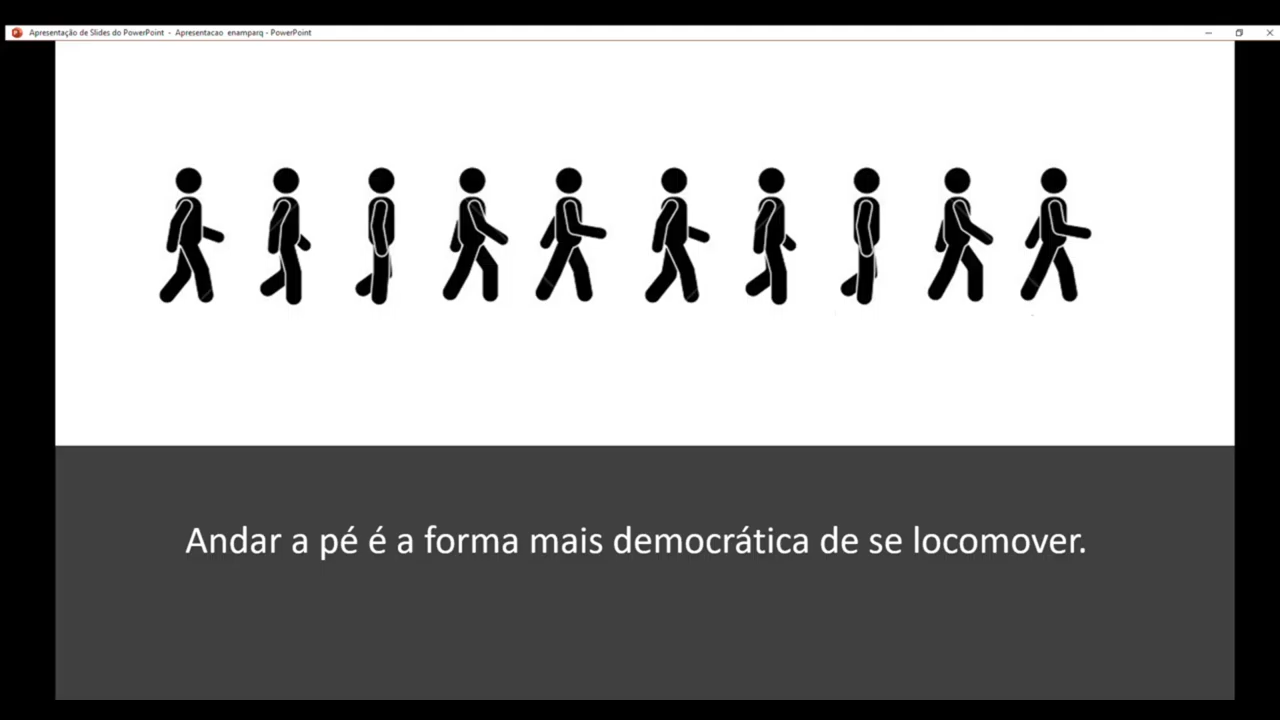 Apresentação de Slides do PowerPoint - Apresentacao enamparq - PowerPoint
Andar a pé é a forma mais democrática de se locomover.